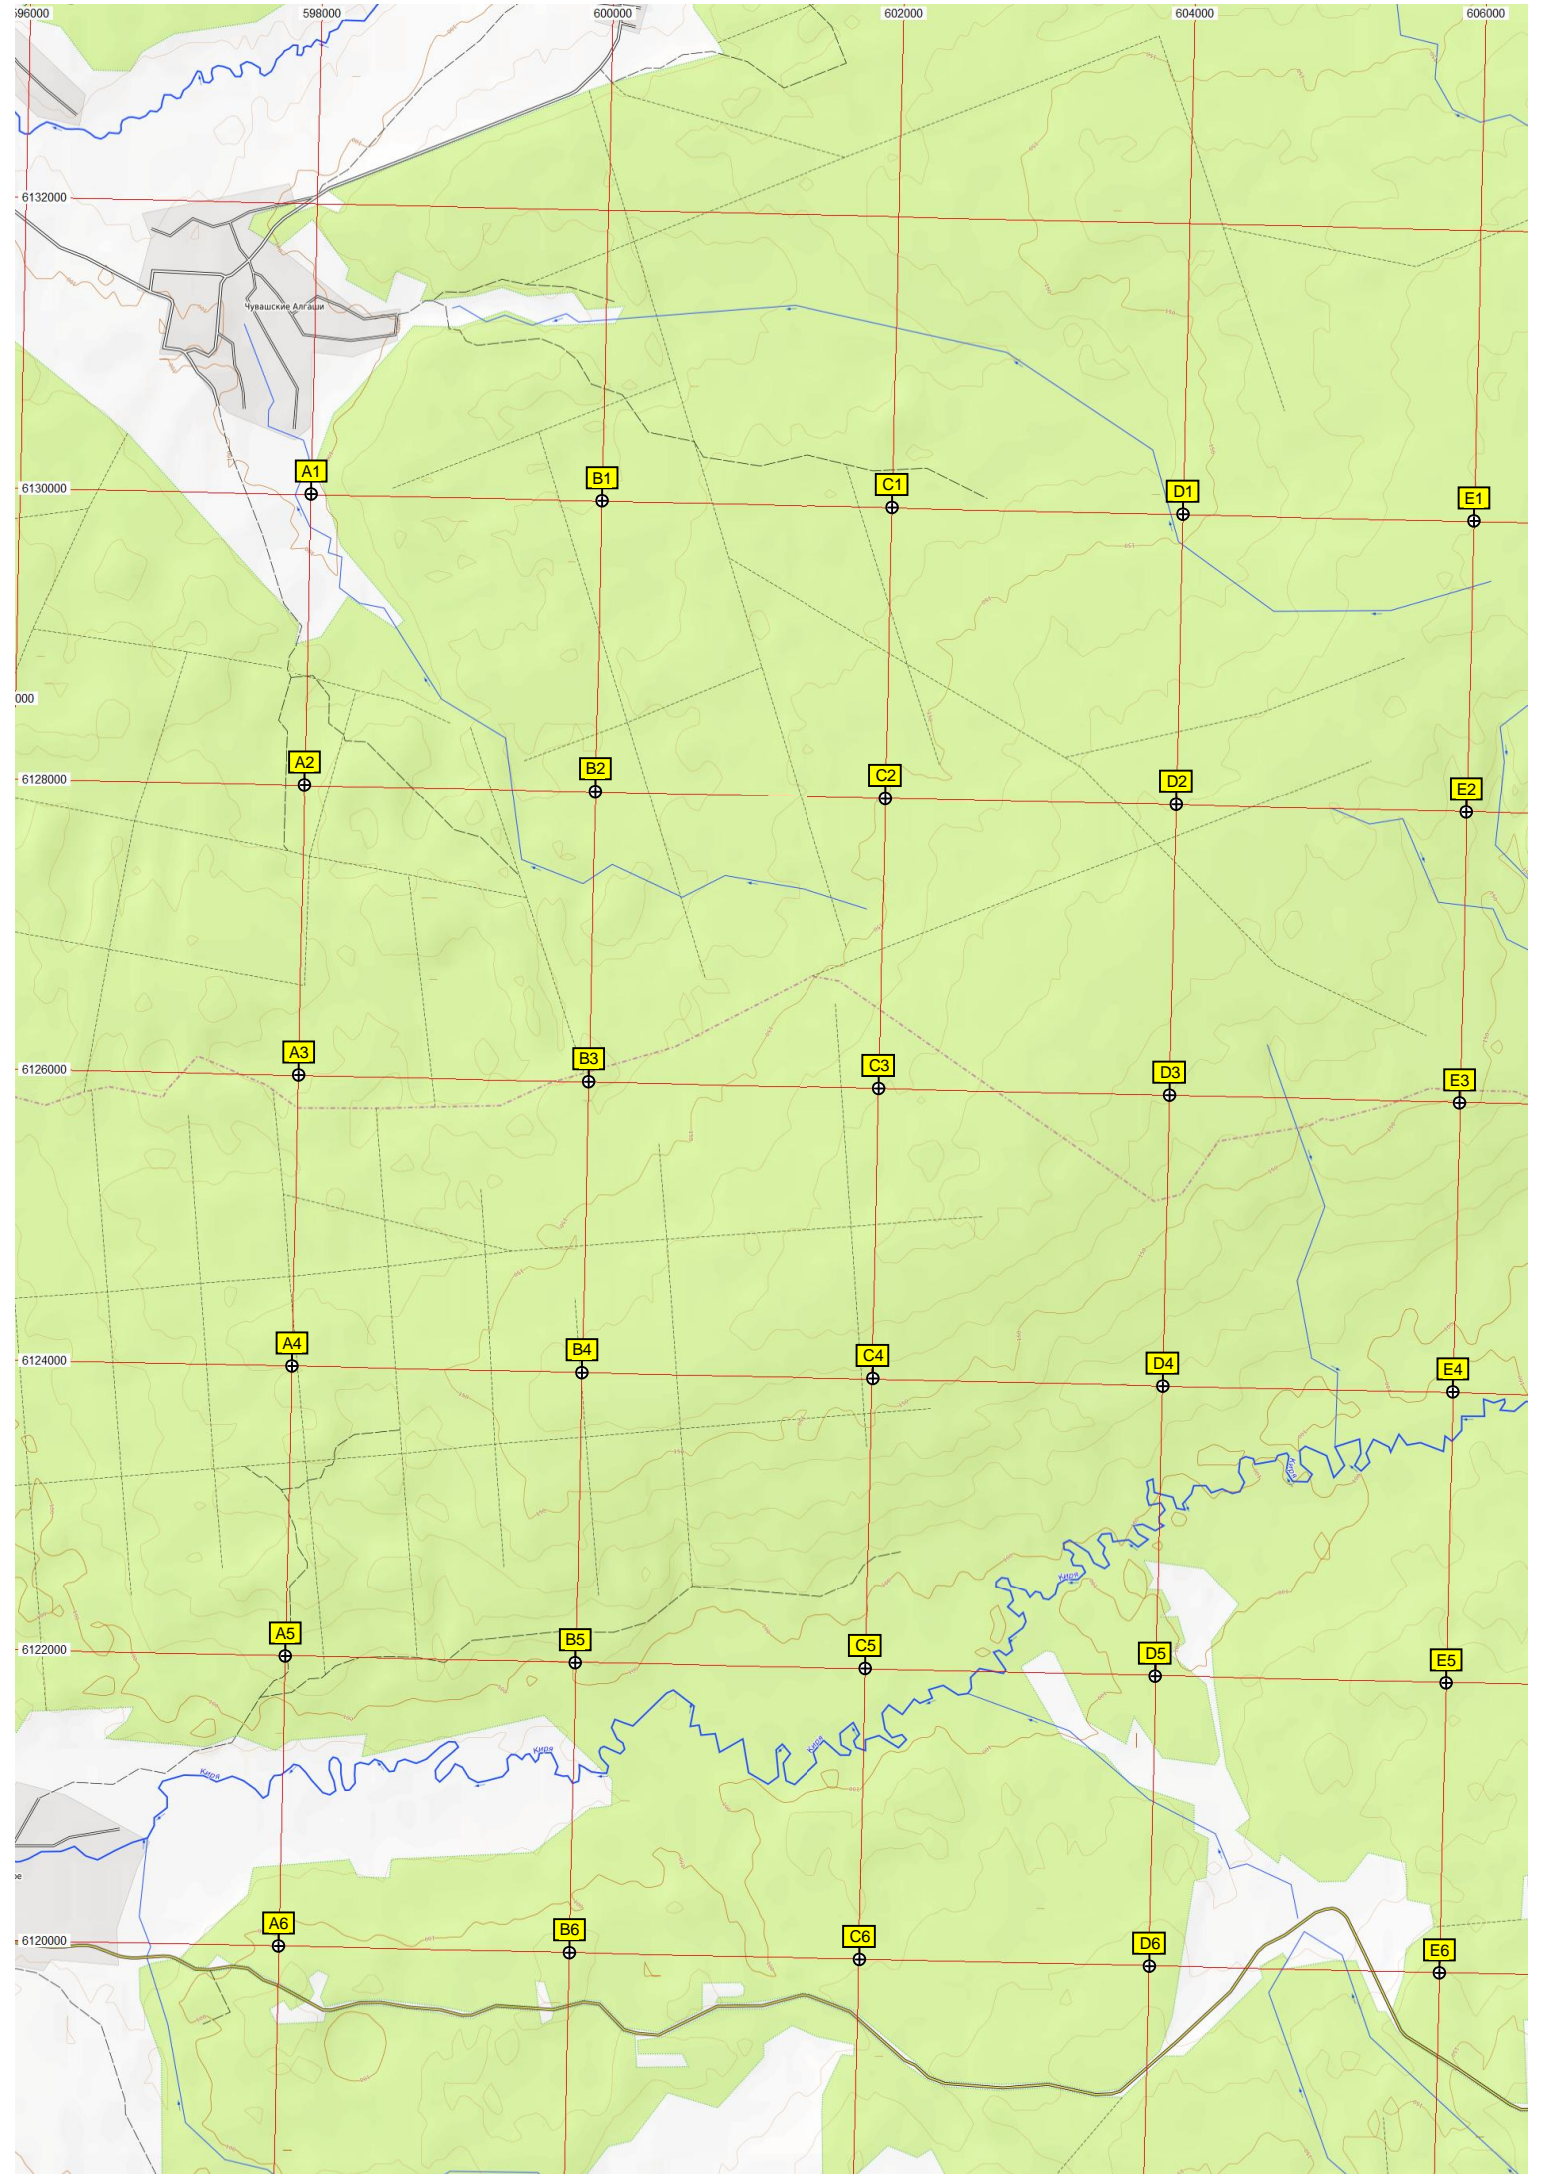 596000 598000 600000 602000 604000 606000
6132000
Чувашские Алгаши
A1 B1 C1 D1 E1
6130000
000
A2 B2 C2 D2 E2
6128000
A3 B3 C3 D3 E3
6126000
A4 B4 C4 D4 E4
6124000
Киря
Киря
A5 B5 C5 D5 E5
6122000
Киря
Киря
Киря
ое
A6 B6 C6 D6 E6
6120000